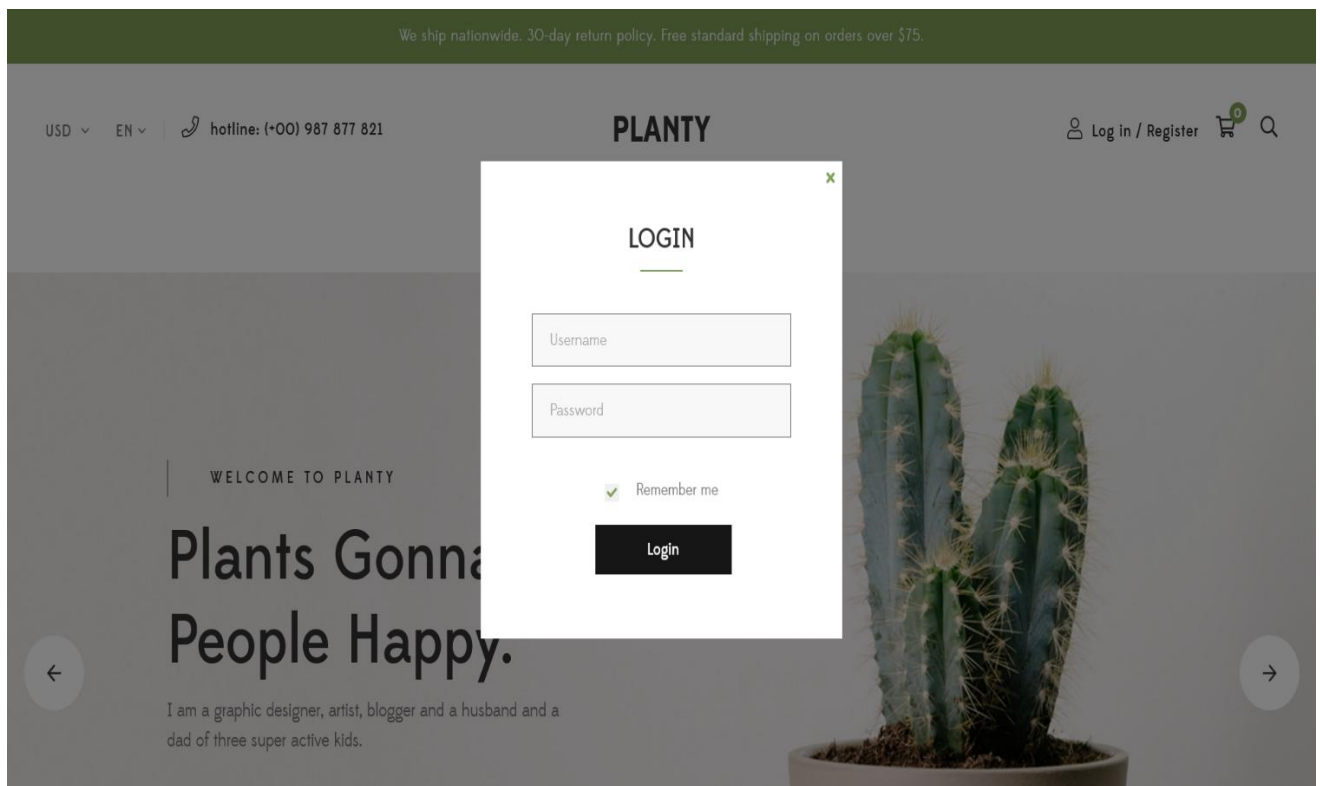 We ship nationwide. 30-day return policy. Free standard shipping on orders over $75.
USD EN hotline: (+00) 987 877 821 PLANTY Log in / Register 0
x
LOGIN
Username
Password
Remember me
Login
WELCOME TO PLANTY
Plants Gonna
People Happy.
I am a graphic designer, artist, blogger and a husband and a
dad of three super active kids.